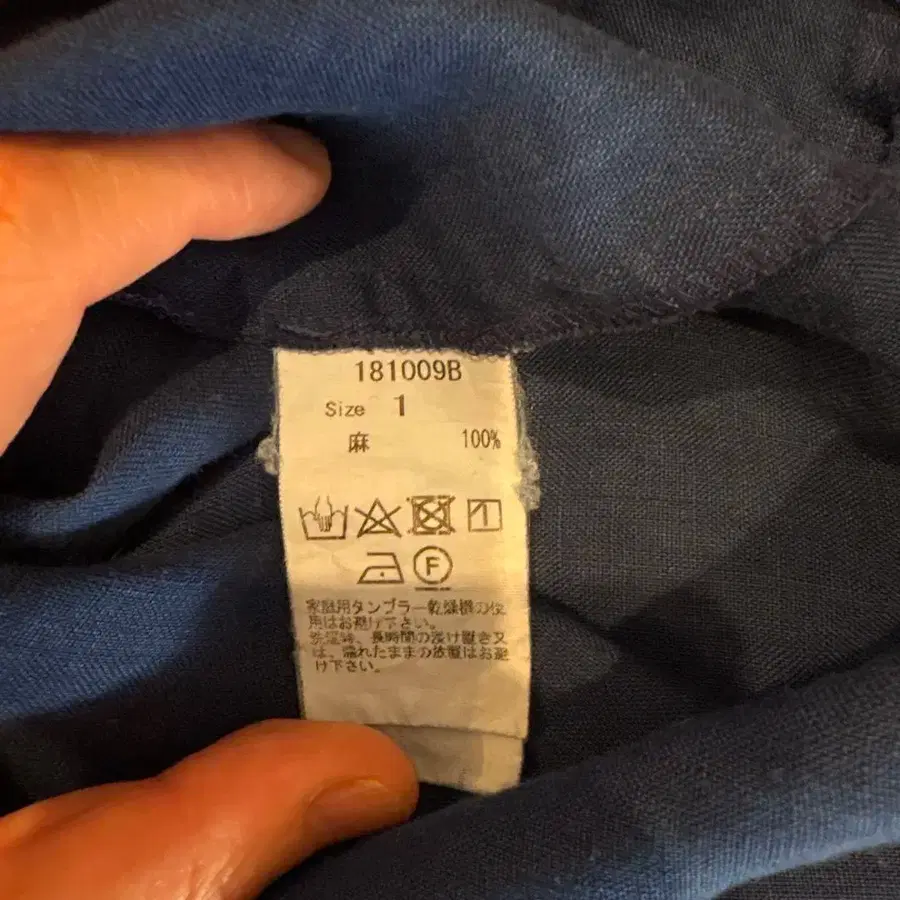 181009B
Size 1
麻 100%
F
家庭用タンブラー乾燥機の使
用はお避け下さい。
洗濯時、長時間の浸け置き又
は、濡れたままの放置はお避
け下さい。